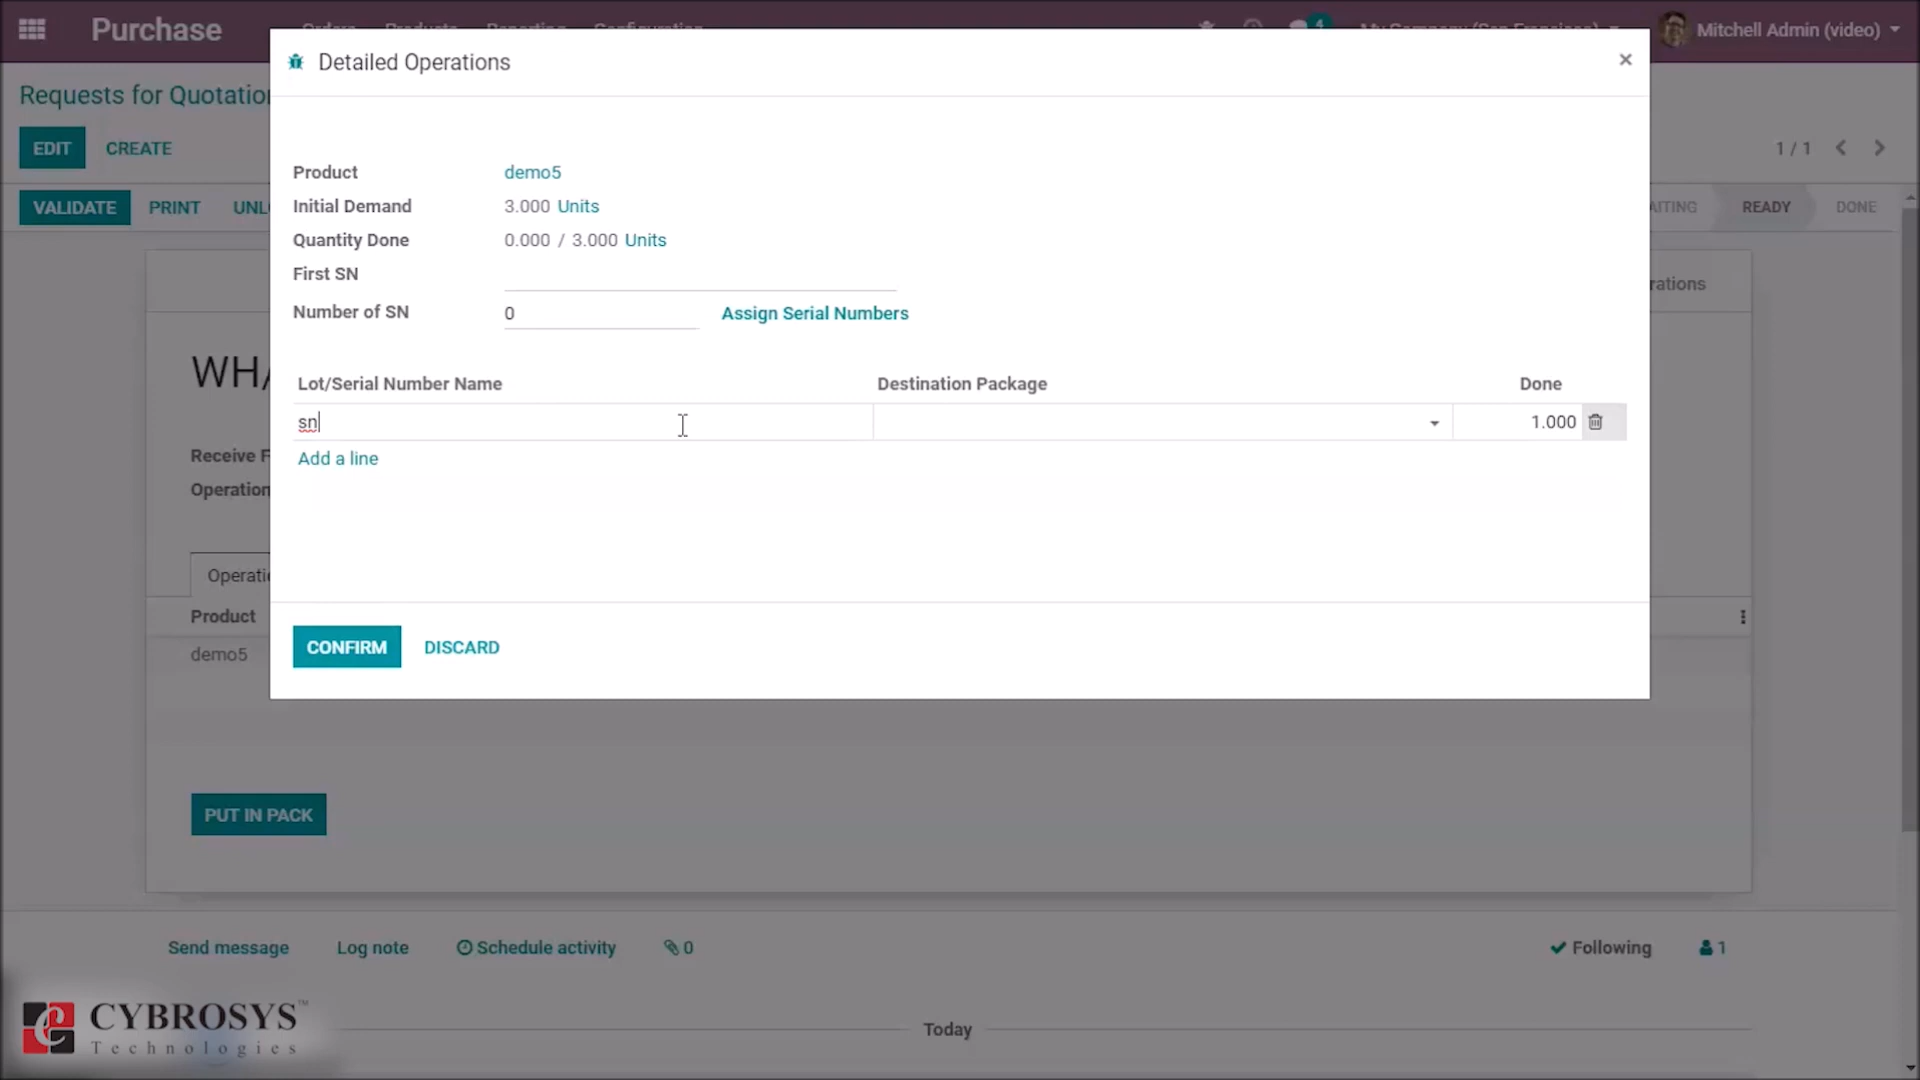 Purchase
4
Mitchell Admin (video)
Detailed Operations
×
Requests for Quotation
EDIT
CREATE
1 / 1
VALIDATE
PRINT
READY
DONE
Product demo5
Initial Demand 3.000 Units
Quantity Done 0.000 / 3.000 Units
First SN
Number of SN 0 Assign Serial Numbers
Lot/Serial Number Name Destination Package Done
sn 1.000
Add a line
WH/
Receive F
Operation
Operati
Product
demo5
CONFIRM
DISCARD
PUT IN PACK
Send message
Log note
Schedule activity
0
Following
1
CYBROSYS™
Technologies
Today